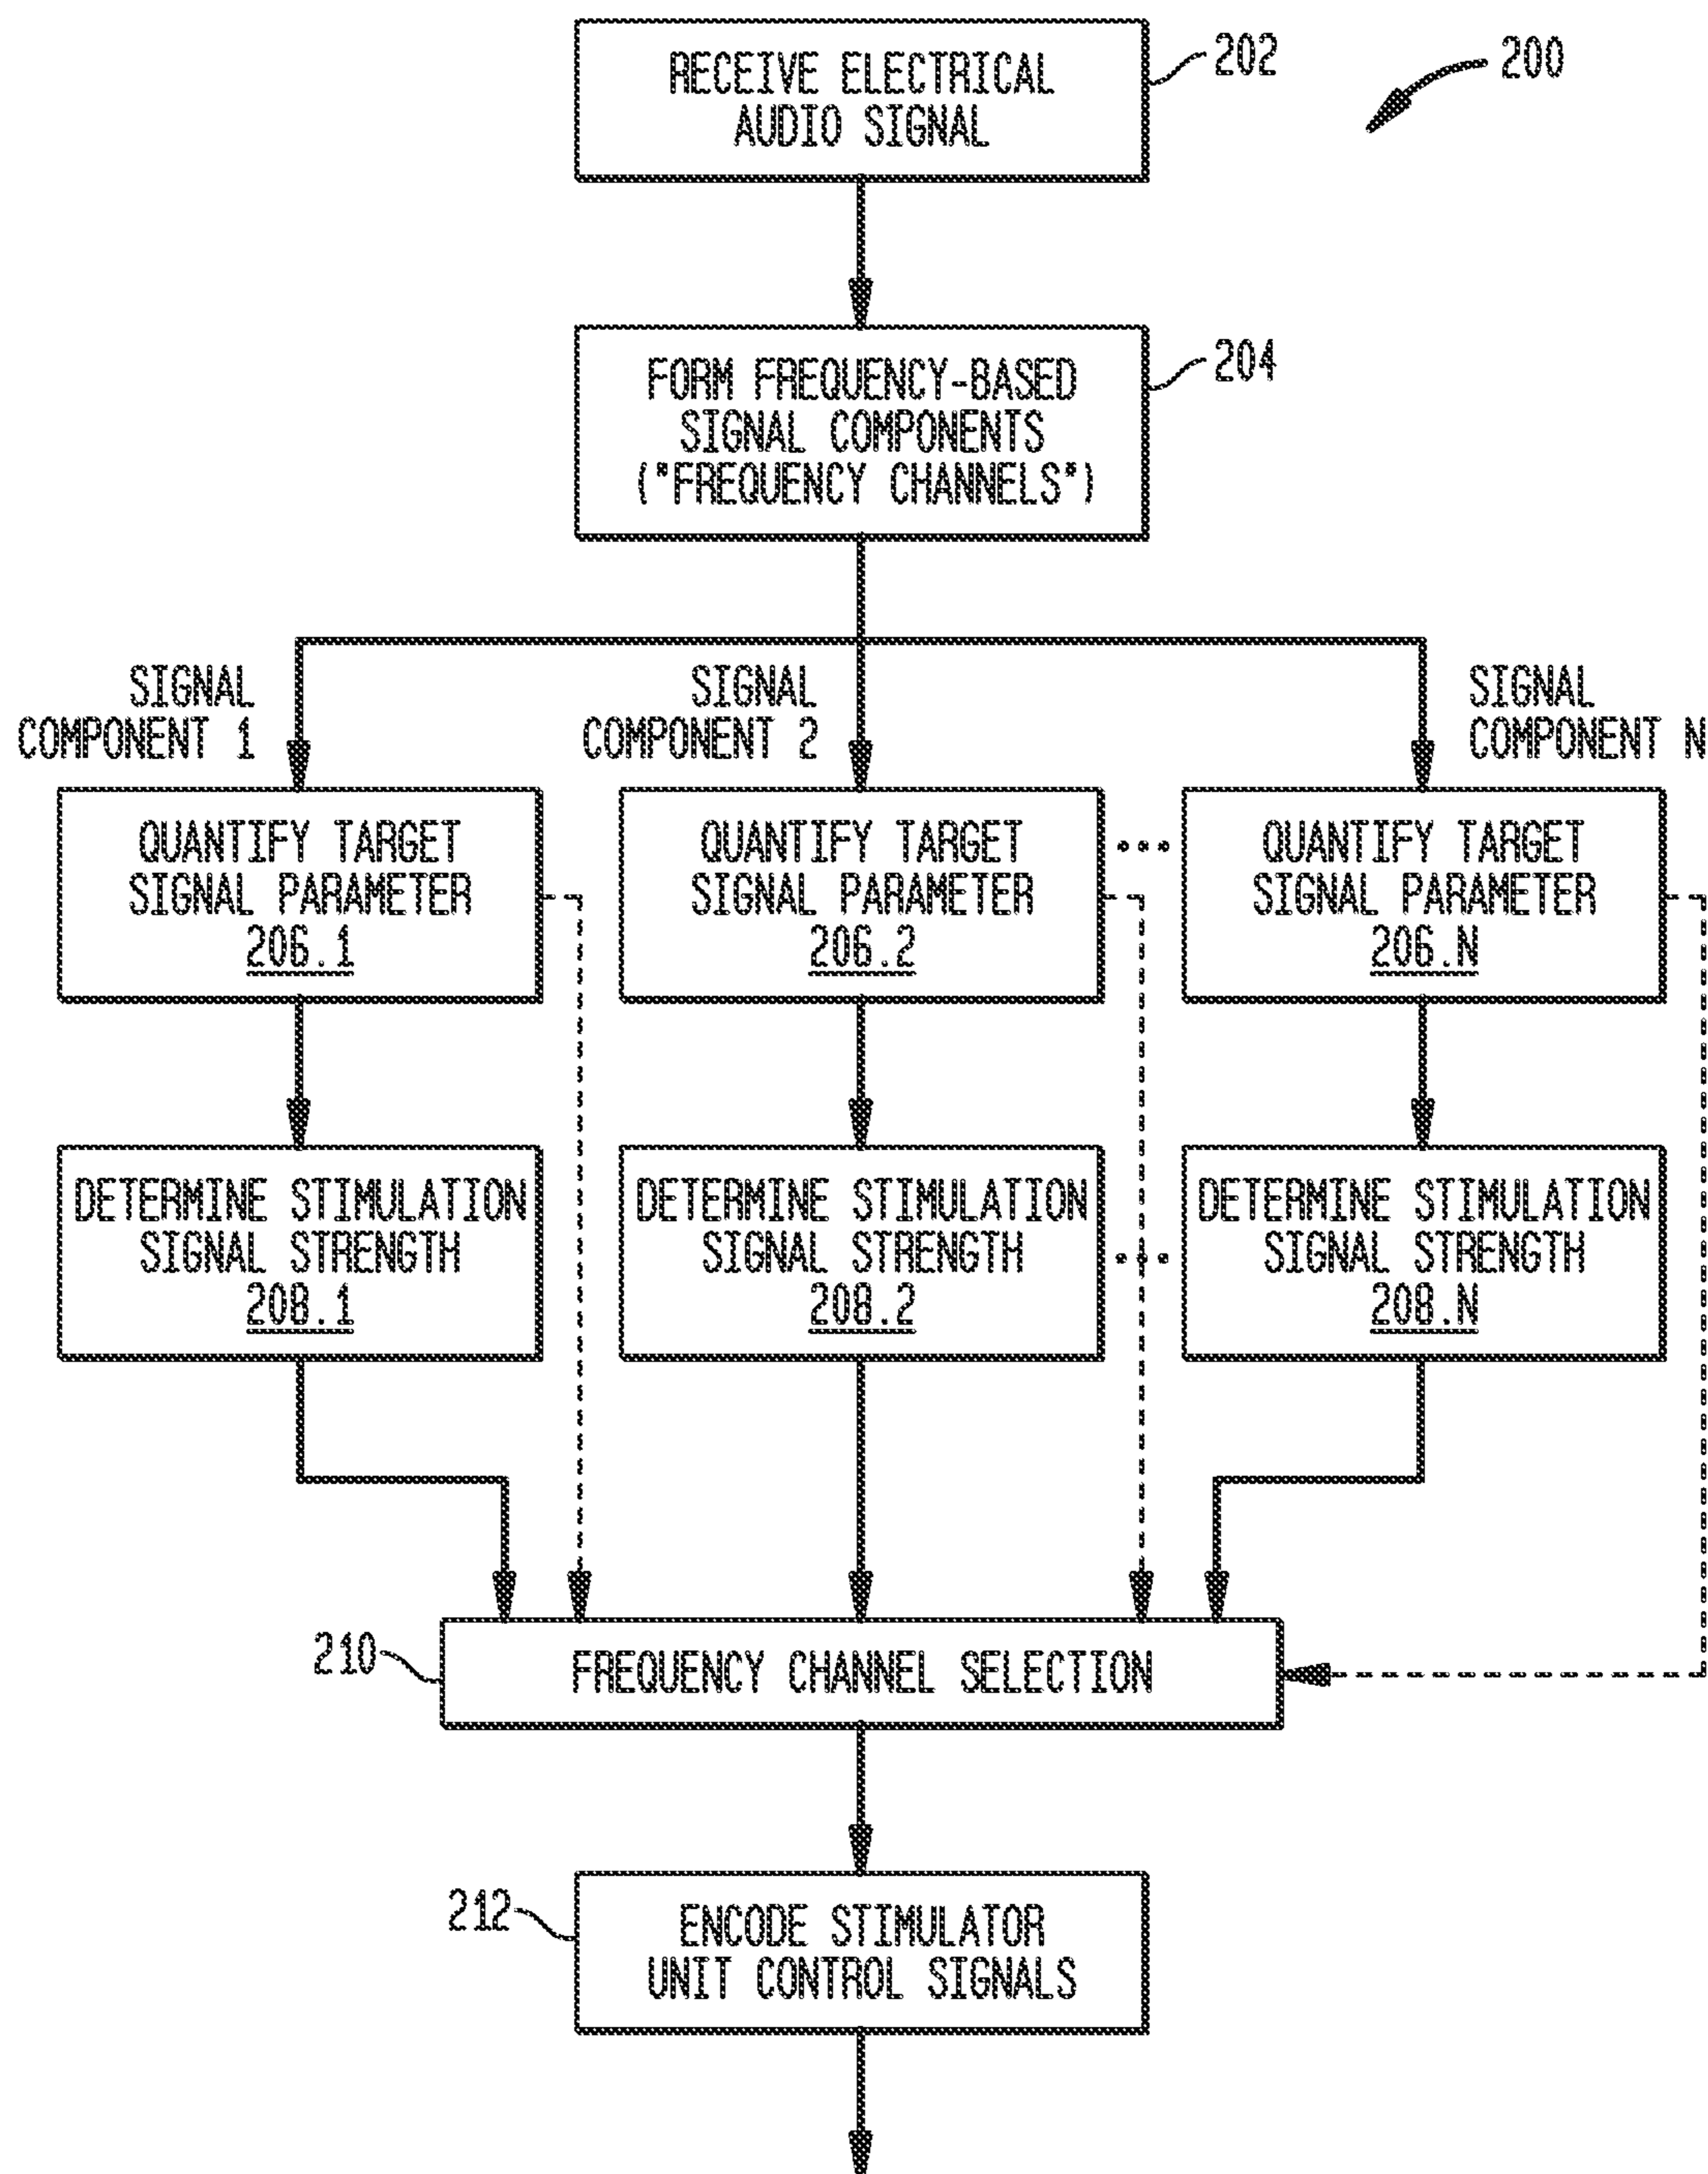 RECEIVE ELECTRICAL
AUDIO SIGNAL
202
200
FORM FREQUENCY-BASED
SIGNAL COMPONENTS
("FREQUENCY CHANNELS")
204
SIGNAL
COMPONENT 1
SIGNAL
COMPONENT 2
SIGNAL
COMPONENT N
QUANTIFY TARGET
SIGNAL PARAMETER
206.1
QUANTIFY TARGET
SIGNAL PARAMETER
206.2
...
QUANTIFY TARGET
SIGNAL PARAMETER
206.N
DETERMINE STIMULATION
SIGNAL STRENGTH
208.1
DETERMINE STIMULATION
SIGNAL STRENGTH
208.2
...
DETERMINE STIMULATION
SIGNAL STRENGTH
208.N
210
FREQUENCY CHANNEL SELECTION
212
ENCODE STIMULATOR
UNIT CONTROL SIGNALS